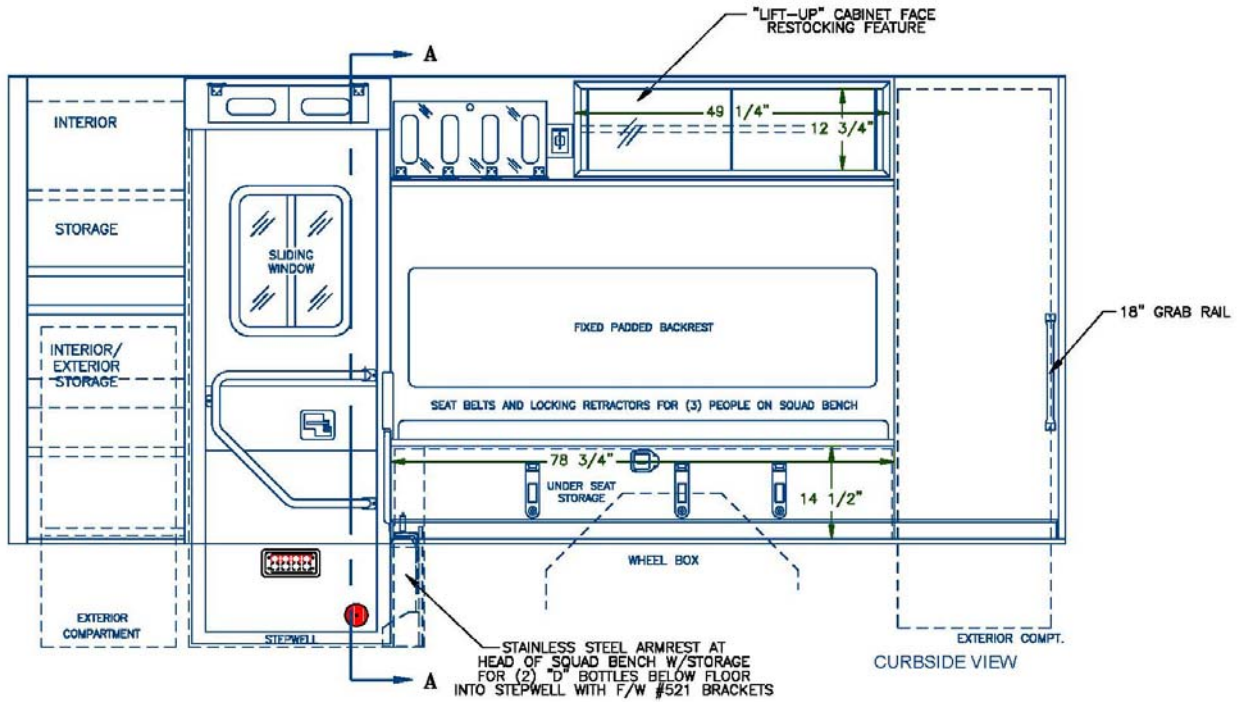 "LIFT-UP" CABINET FACE
RESTOCKING FEATURE
A
INTERIOR
49 1/4"
12 3/4"
STORAGE
SLIDING
WINDOW
18" GRAB RAIL
FIXED PADDED BACKREST
INTERIOR/
EXTERIOR
STORAGE
SEAT BELTS AND LOCKING RETRACTORS FOR (3) PEOPLE ON SQUAD BENCH
78 3/4"
UNDER SEAT
STORAGE
14 1/2"
WHEEL BOX
EXTERIOR
COMPARTMENT
STEPWELL
EXTERIOR COMPT.
STAINLESS STEEL ARMREST AT
HEAD OF SQUAD BENCH W/STORAGE
FOR (2) "D" BOTTLES BELOW FLOOR
INTO STEPWELL WITH F/W #521 BRACKETS
A
CURBSIDE VIEW